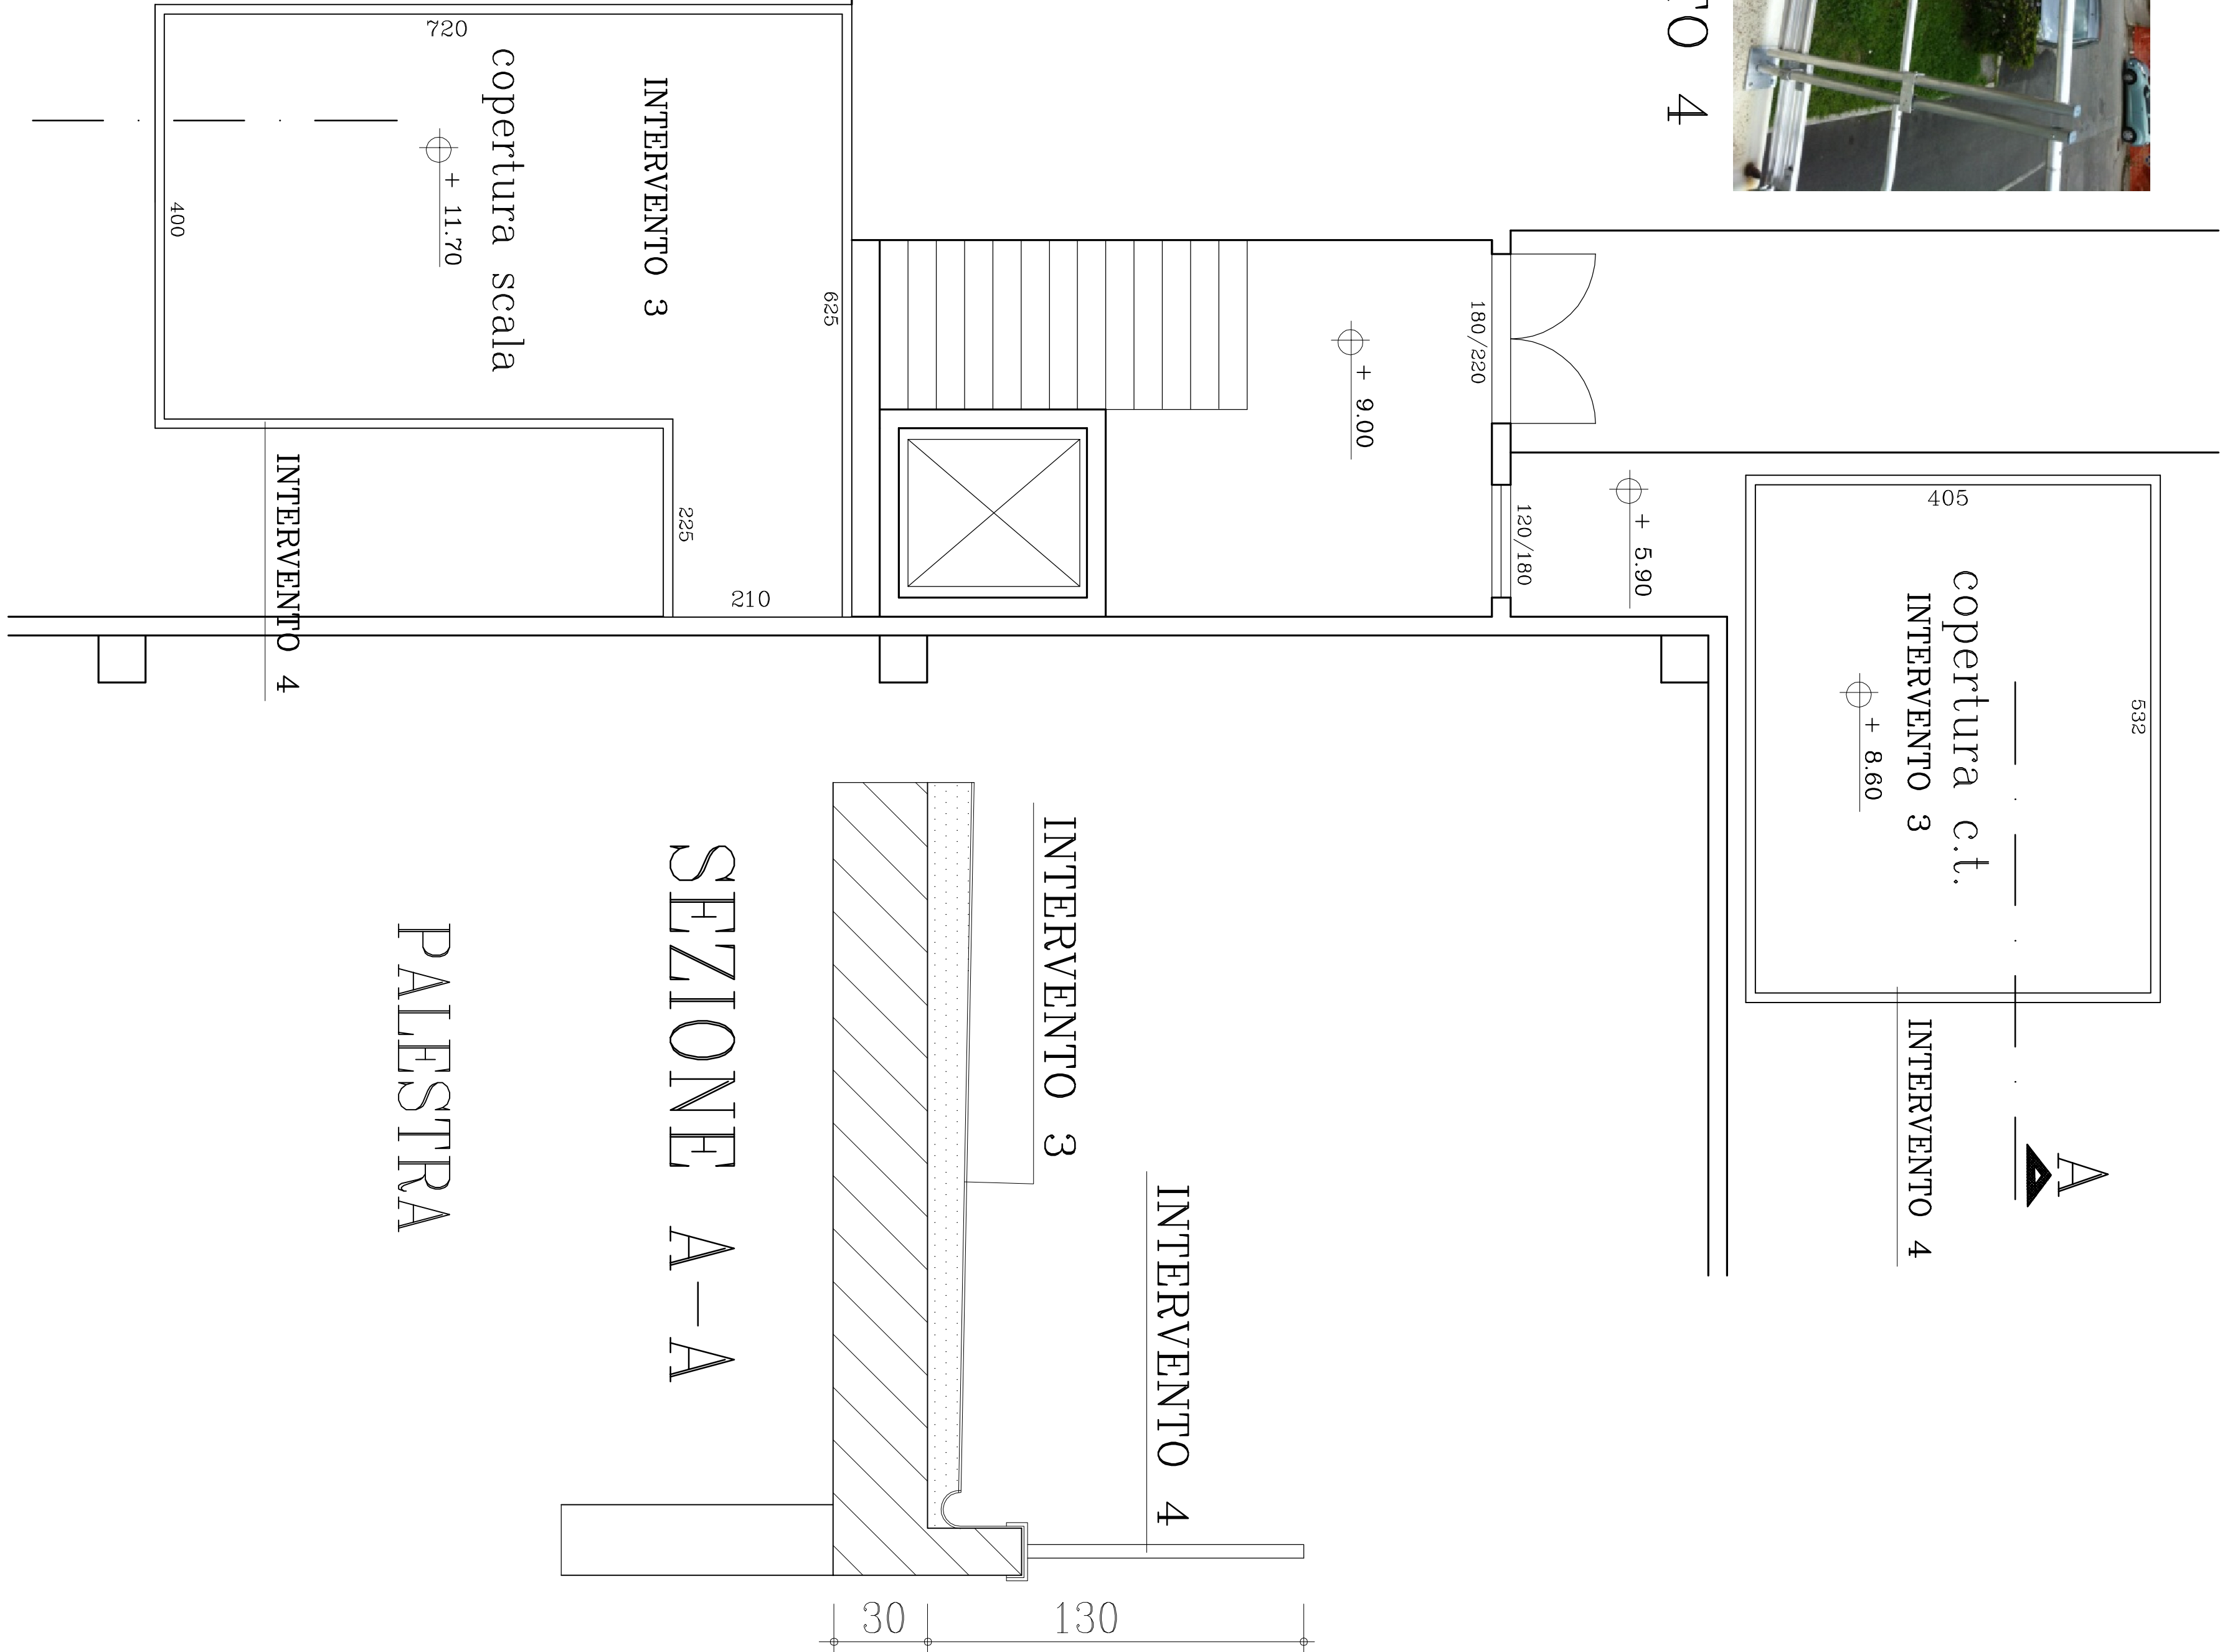 TO 4
720
copertura scala
INTERVENTO 3
+ 11.70
400
625
INTERVENTO 4
225
210
+ 9.00
180/220
120/180
+ 5.90
405
532
copertura c.t.
INTERVENTO 3
+ 8.60
INTERVENTO 4
A
INTERVENTO 4
INTERVENTO 3
SEZIONE A-A
PALESTRA
30
130